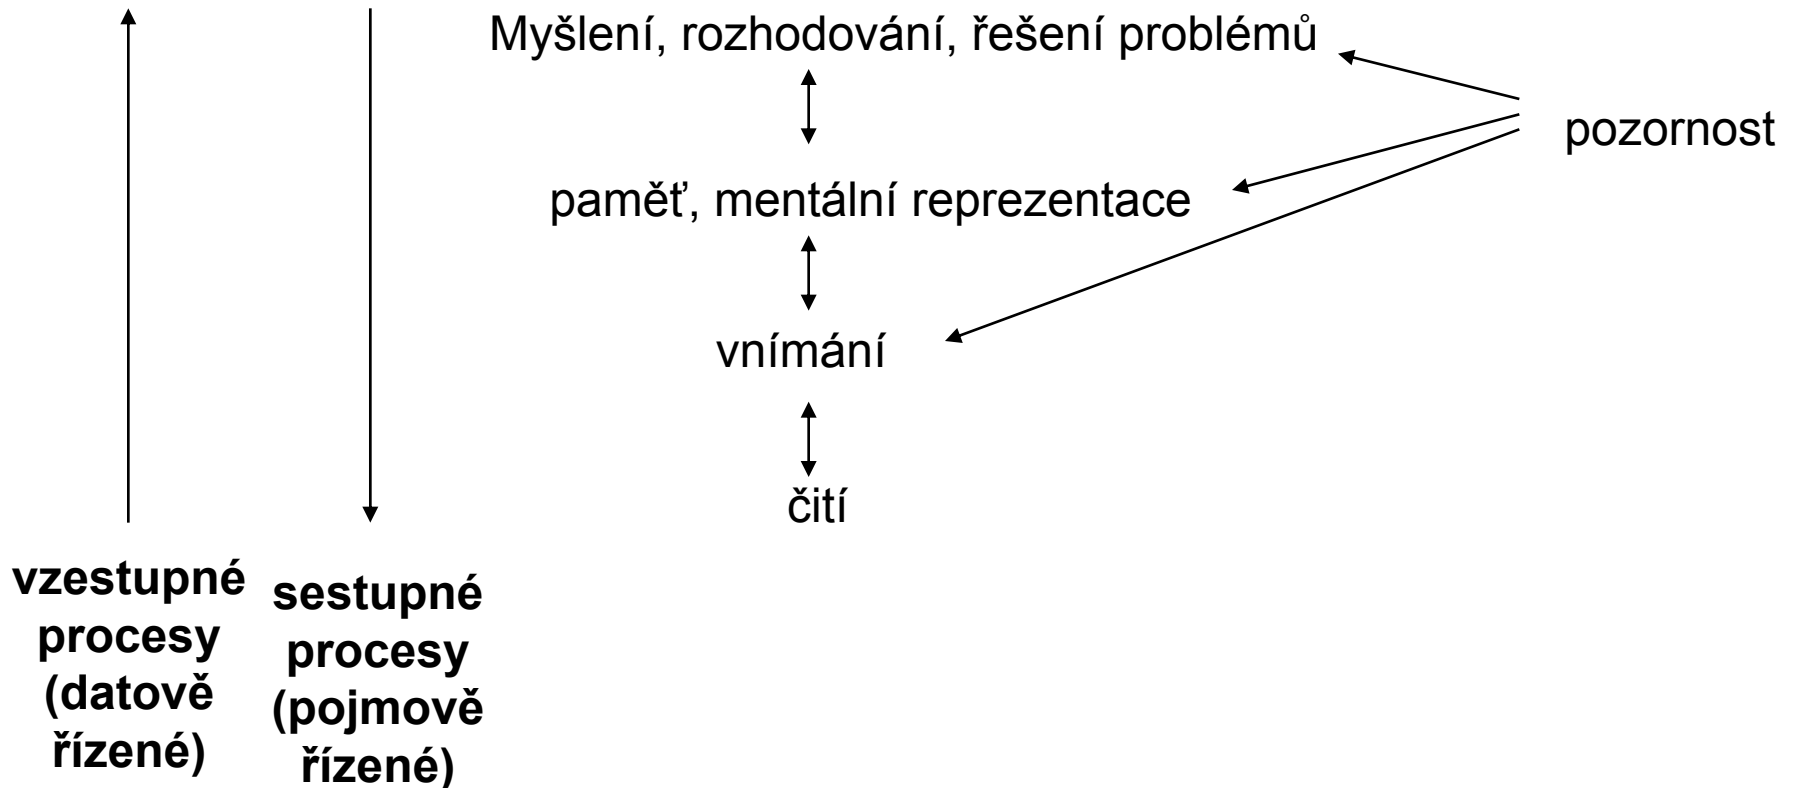 Myšlení, rozhodování, řešení problémů
pozornost
paměť, mentální reprezentace
vnímání
čití
vzestupné
procesy
(datově
řízené)
sestupné
procesy
(pojmově
řízené)